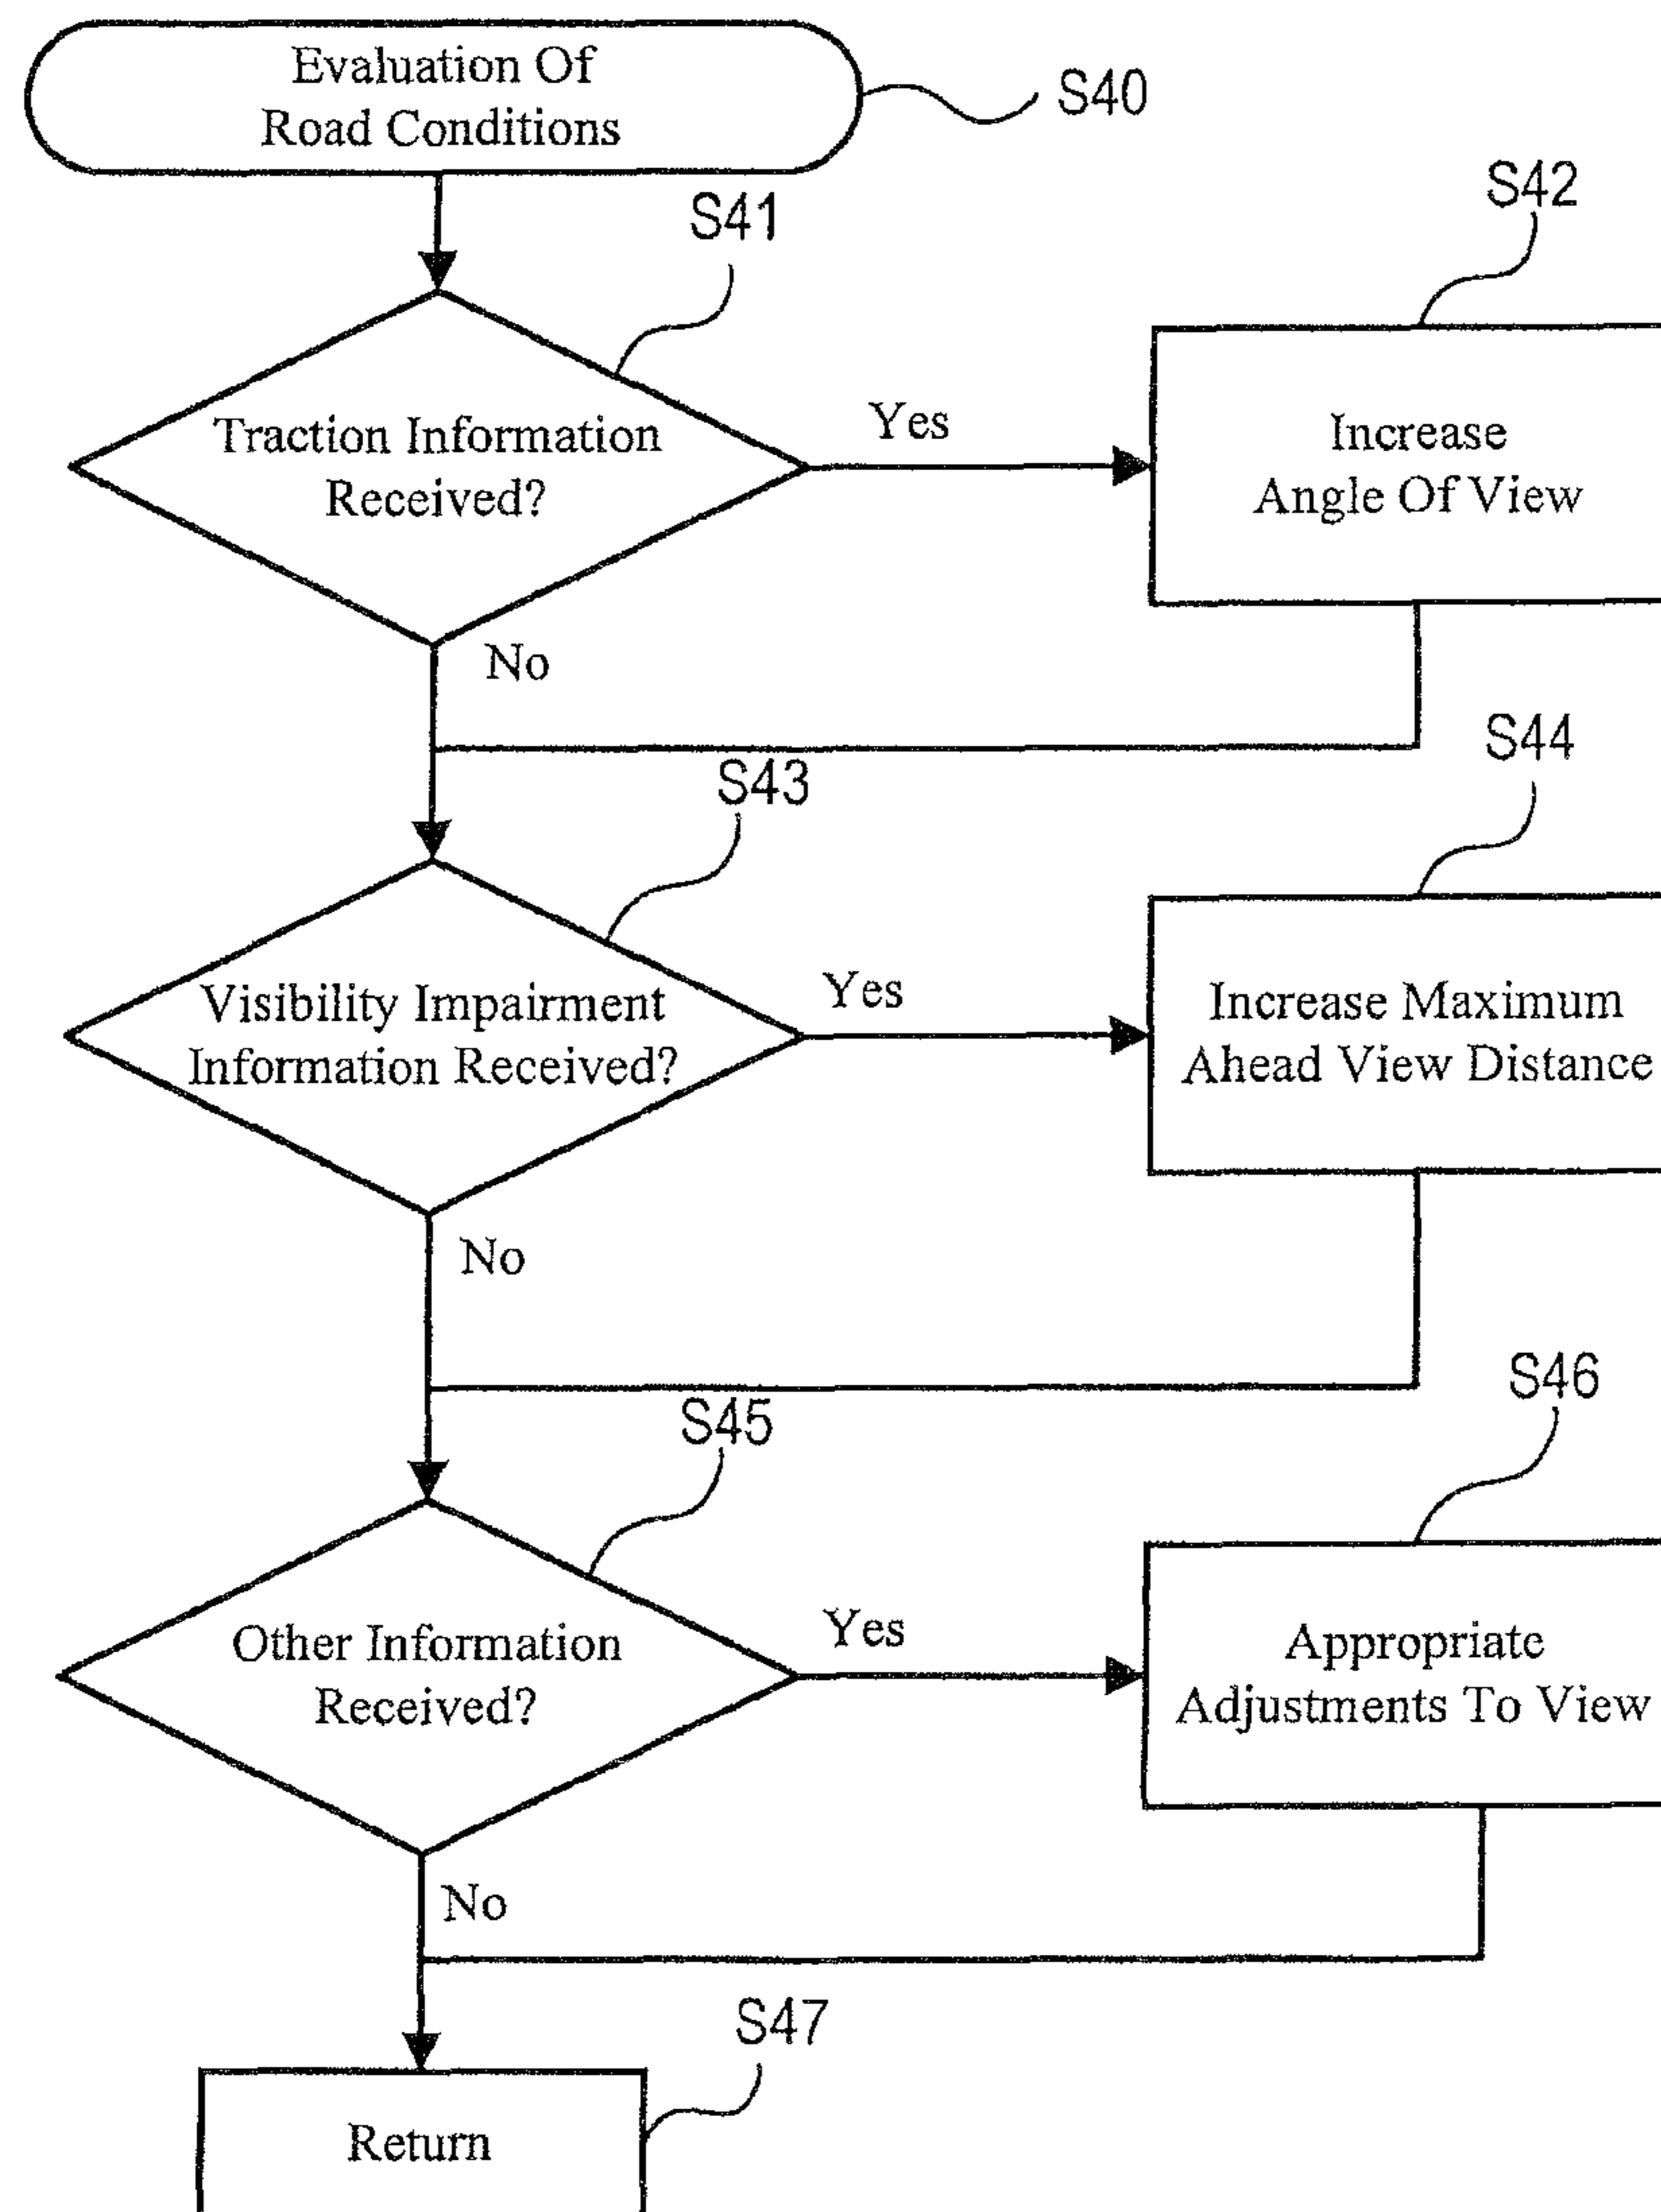 Evaluation Of
Road Conditions
S40
S41
S42
Traction Information
Received?
Yes
Increase
Angle Of View
No
S43
S44
Visibility Impairment
Information Received?
Yes
Increase Maximum
Ahead View Distance
No
S45
S46
Other Information
Received?
Yes
Appropriate
Adjustments To View
No
S47
Return